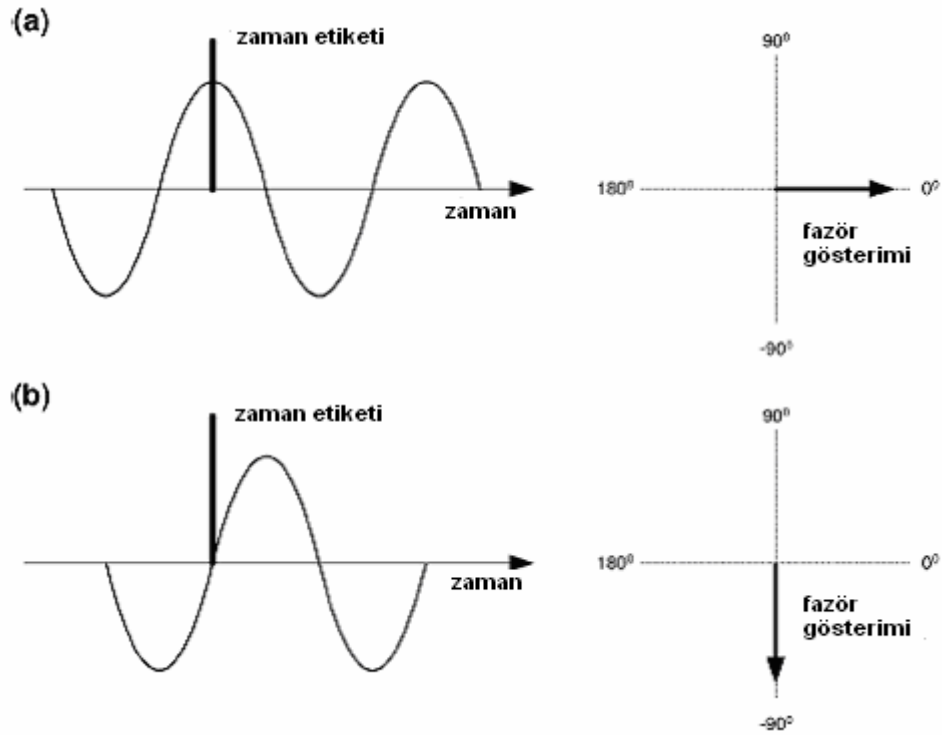 (a)
zaman etiketi
zaman
90⁰
180⁰
0⁰
fazör
gösterimi
-90⁰
(b)
zaman etiketi
zaman
90⁰
180⁰
0⁰
fazör
gösterimi
-90⁰